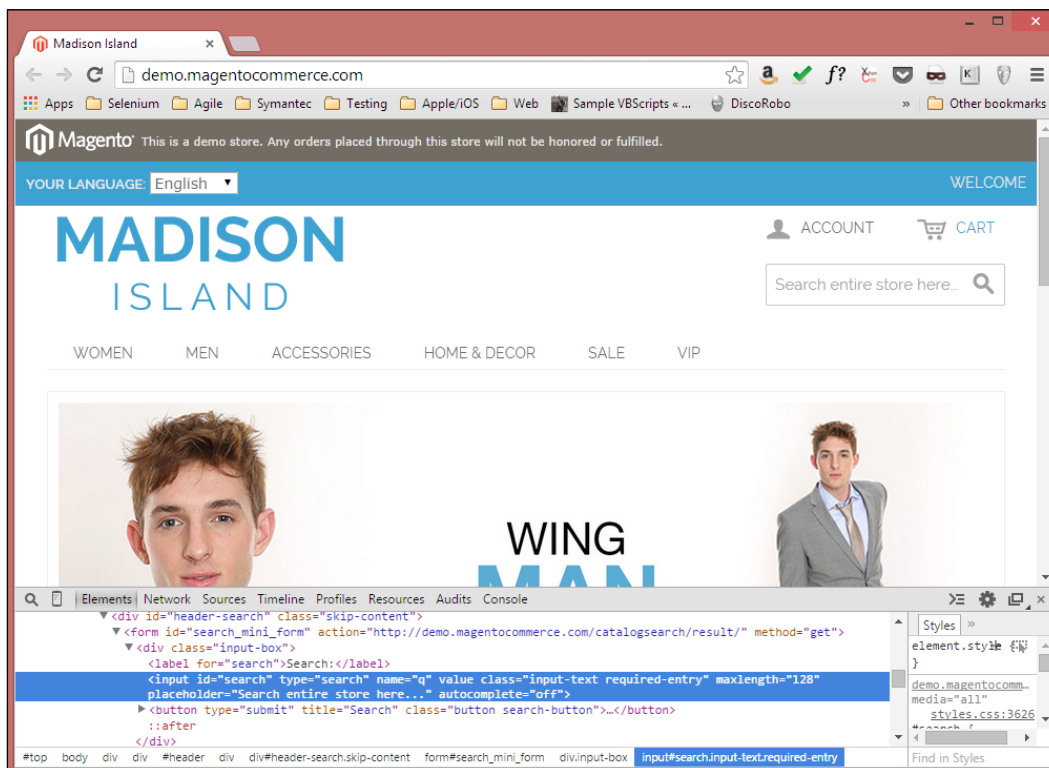 Madison Island
demo.magentocommerce.com
Apps Selenium Agile Symantec Testing Apple/iOS Web Sample VBScripts « ... DiscoRobo » Other bookmarks
Magento This is a demo store. Any orders placed through this store will not be honored or fulfilled.
YOUR LANGUAGE: English WELCOME
MADISON
ISLAND
ACCOUNT CART
Search entire store here...
WOMEN MEN ACCESSORIES HOME & DECOR SALE VIP
WING
MAN
Elements Network Sources Timeline Profiles Resources Audits Console
▼<div id="header-search" class="skip-content">
▼<form id="search_mini_form" action="http://demo.magentocommerce.com/catalogsearch/result/" method="get">
▼<div class="input-box">
<label for="search">Search:</label>
<input id="search" type="search" name="q" value class="input-text required-entry" maxlength="128"
placeholder="Search entire store here..." autocomplete="off">
▶<button type="submit" title="Search" class="button search-button">…</button>
::after
</div>
#top body div div #header div div#header-search.skip-content form#search_mini_form div.input-box input#search.input-text.required-entry
Styles »
element.style {
}
demo.magentocomm…
media="all"
styles.css:3626
#search {
Find in Styles